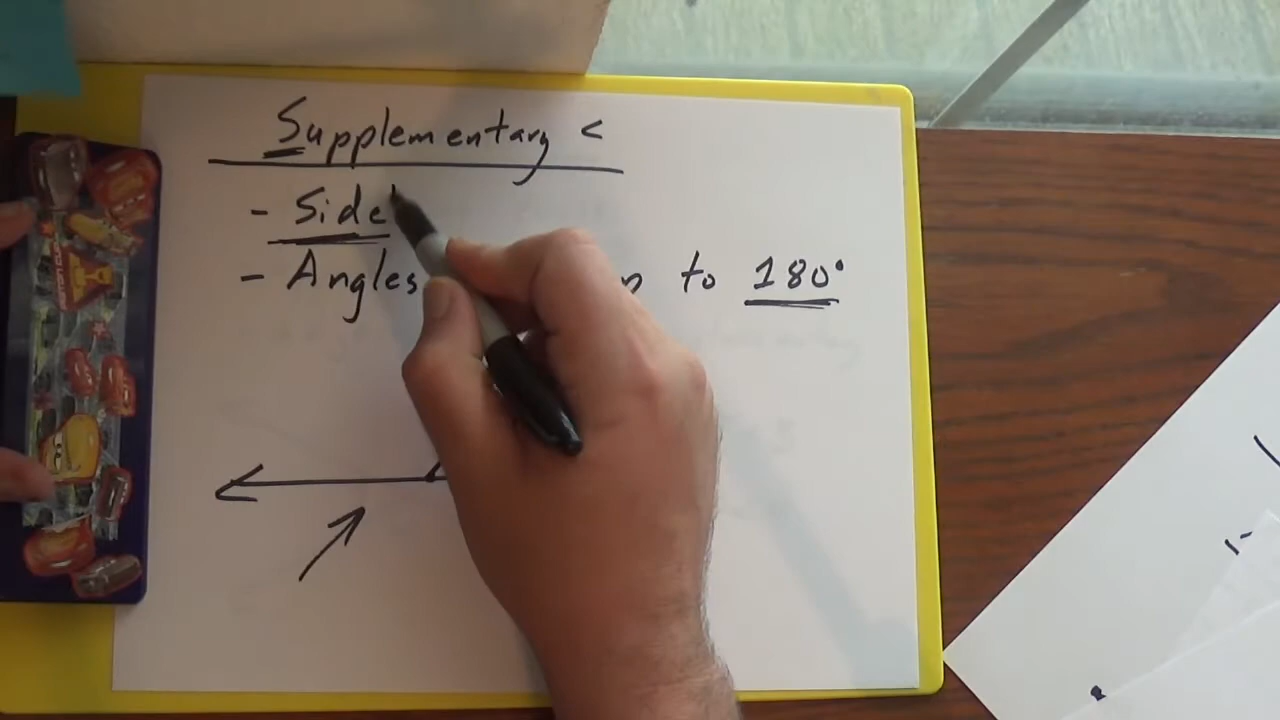 Supplementary <
- Side
- Angles to 180°